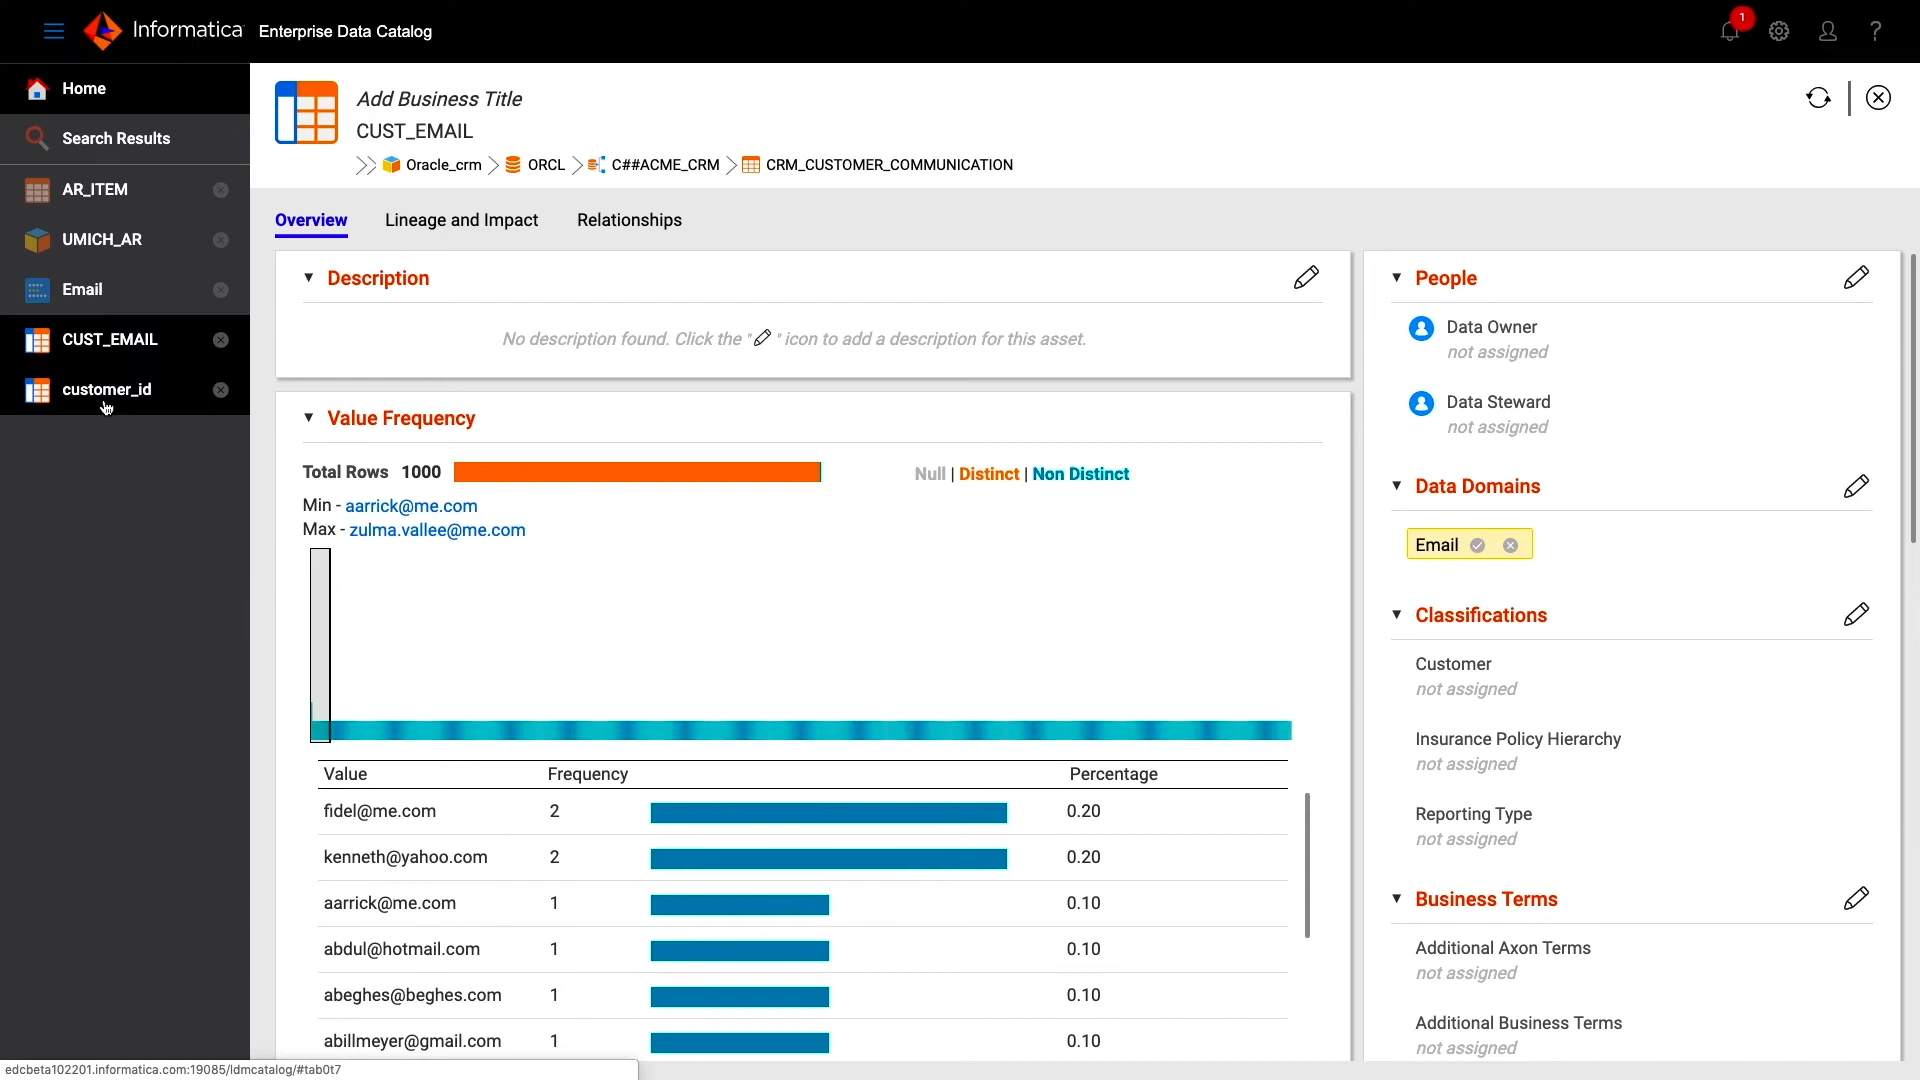 Informatica Enterprise Data Catalog
1
?
Home
Search Results
AR_ITEM
UMICH_AR
Email
CUST_EMAIL
customer_id
Add Business Title
CUST_EMAIL
Oracle_crm ORCL C##ACME_CRM CRM_CUSTOMER_COMMUNICATION
Overview Lineage and Impact Relationships
Description
No description found. Click the " " icon to add a description for this asset.
Value Frequency
Total Rows 1000
Null | Distinct | Non Distinct
Min - aarrick@me.com
Max - zulma.vallee@me.com
Value Frequency Percentage
fidel@me.com 2 0.20
kenneth@yahoo.com 2 0.20
aarrick@me.com 1 0.10
abdul@hotmail.com 1 0.10
abeghes@beghes.com 1 0.10
abillmeyer@gmail.com 1 0.10
People
Data Owner
not assigned
Data Steward
not assigned
Data Domains
Email
Classifications
Customer
not assigned
Insurance Policy Hierarchy
not assigned
Reporting Type
not assigned
Business Terms
Additional Axon Terms
not assigned
Additional Business Terms
not assigned
edcbeta102201.informatica.com:19085/ldmcatalog/#tab0t7